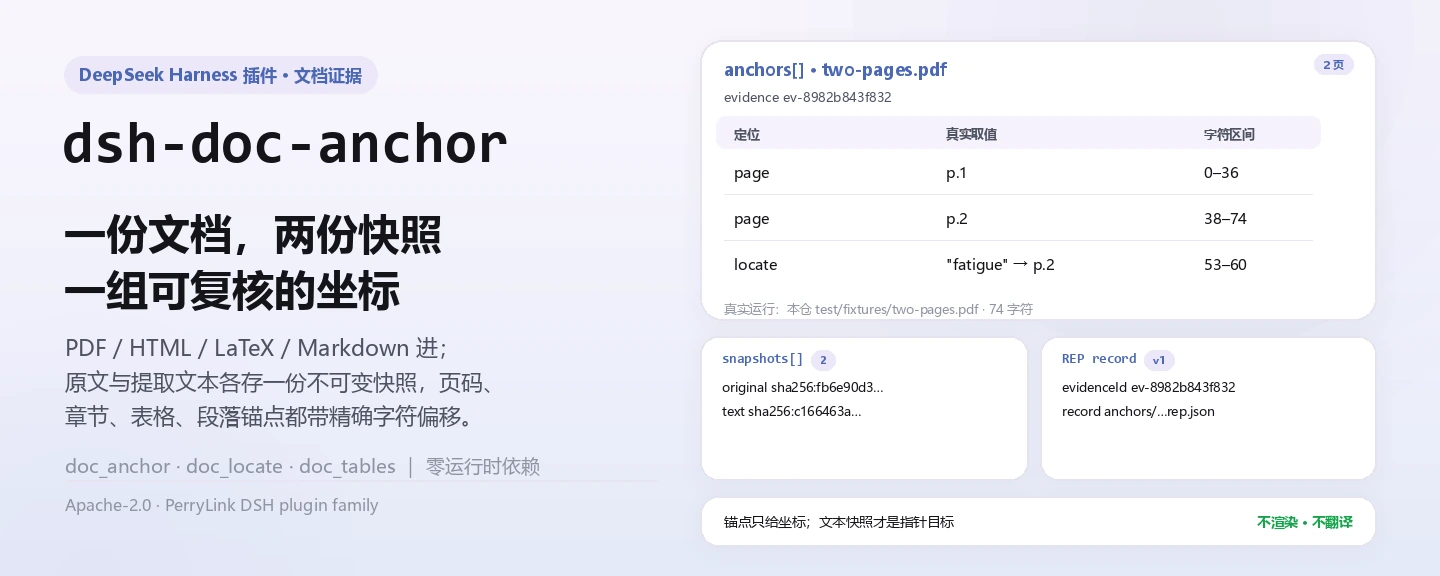 DeepSeek Harness 插件 • 文档证据
dsh-doc-anchor
一份文档，两份快照
一组可复核的坐标
PDF / HTML / LaTeX / Markdown 进；
原文与提取文本各存一份不可变快照，页码、
章节、表格、段落锚点都带精确字符偏移。
doc_anchor · doc_locate · doc_tables ｜ 零运行时依赖
Apache-2.0 · PerryLink DSH plugin family
anchors[] • two-pages.pdf
2 页
evidence ev-8982b843f832
定位 真实取值 字符区间
page p.1 0–36
page p.2 38–74
locate "fatigue" → p.2 53–60
真实运行：本仓 test/fixtures/two-pages.pdf · 74 字符
snapshots[] 2
original sha256:fb6e90d3…
text sha256:c166463a…
REP record v1
evidenceId ev-8982b843f832
record anchors/…rep.json
锚点只给坐标；文本快照才是指针目标
不渲染 • 不翻译